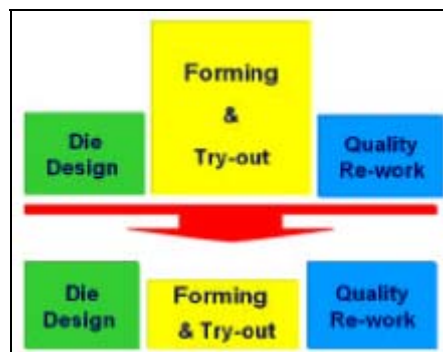 Forming
&
Try-out
Die
Design
Quality
Re-work
Die
Design
Forming
& Try-out
Quality
Re-work